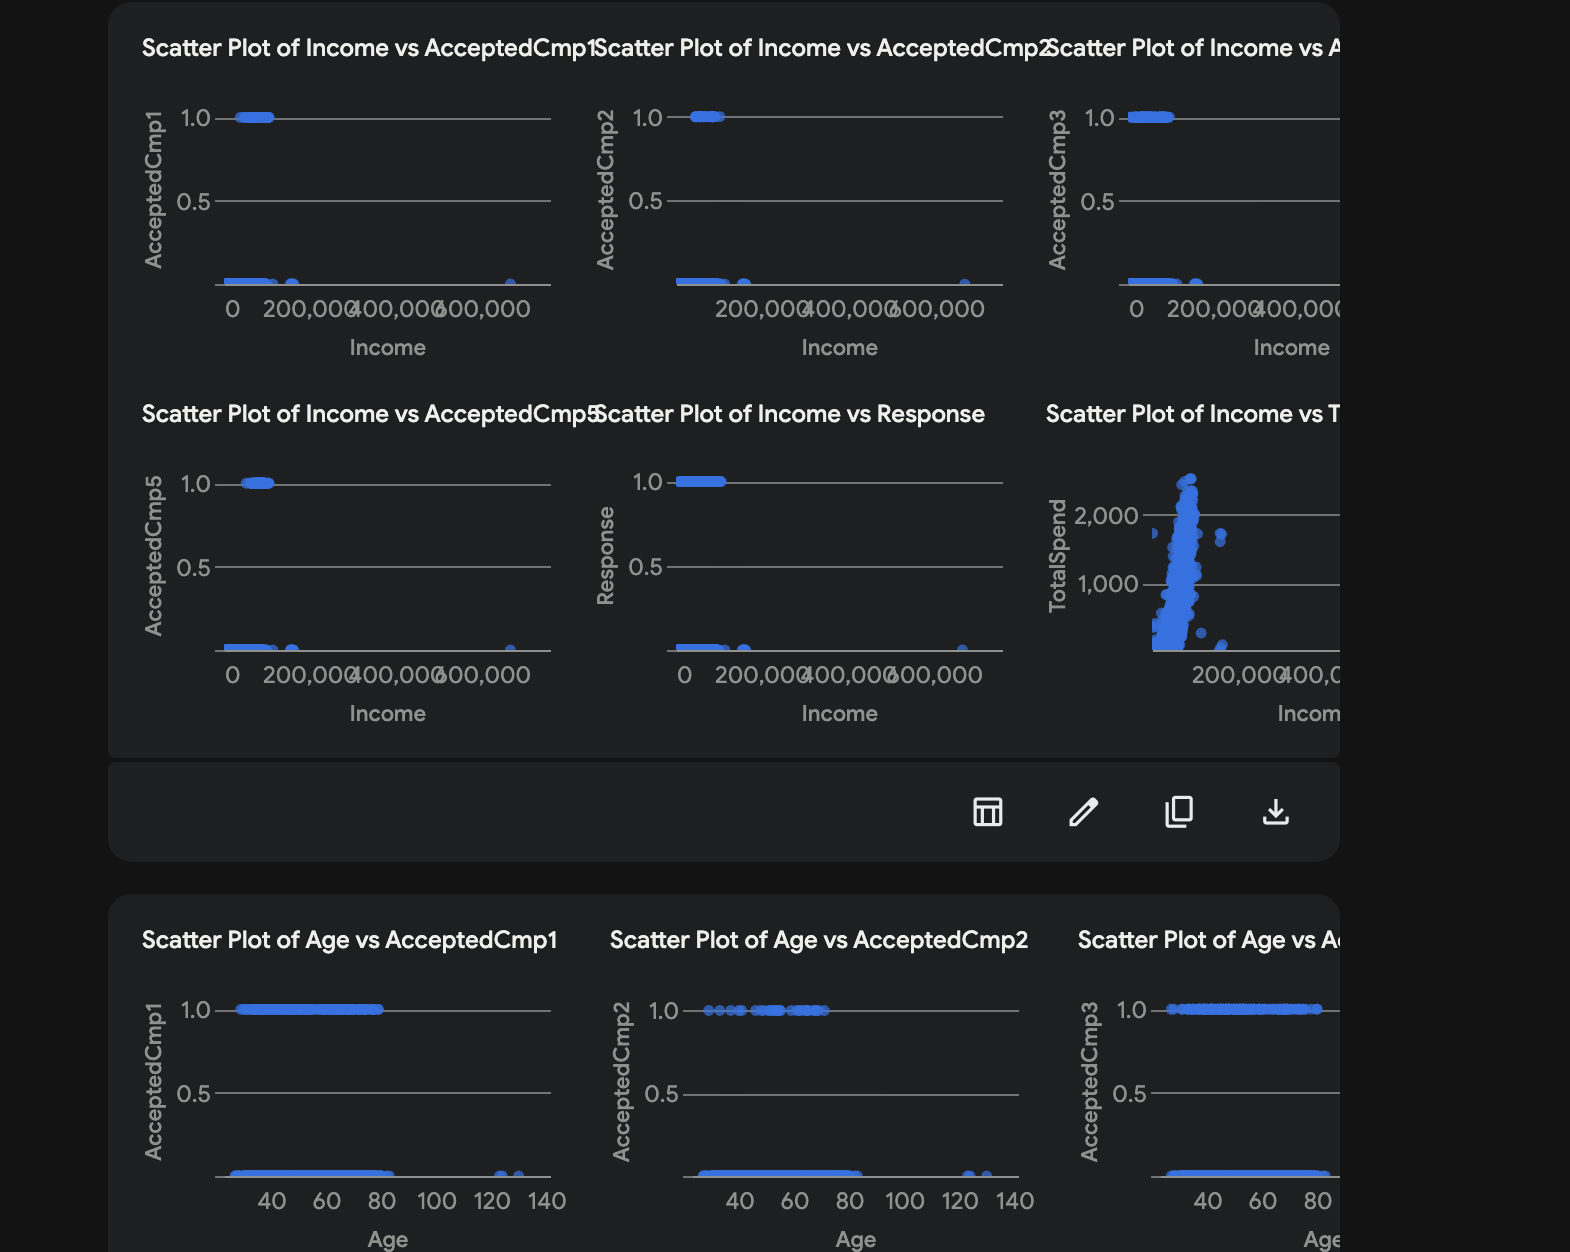 Scatter Plot of Income vs AcceptedCmp1
Scatter Plot of Income vs AcceptedCmp2
Scatter Plot of Income vs A
AcceptedCmp1
1.0
0.5
0
200,000
400,000
600,000
Income
AcceptedCmp2
1.0
0.5
200,000
400,000
600,000
Income
AcceptedCmp3
1.0
0.5
0
200,000
400,000
Income
Scatter Plot of Income vs AcceptedCmp5
Scatter Plot of Income vs Response
Scatter Plot of Income vs T
AcceptedCmp5
1.0
0.5
0
200,000
400,000
600,000
Income
Response
1.0
0.5
0
200,000
400,000
600,000
Income
TotalSpend
2,000
1,000
200,000
400,0
Incom
Scatter Plot of Age vs AcceptedCmp1
Scatter Plot of Age vs AcceptedCmp2
Scatter Plot of Age vs Ac
AcceptedCmp1
1.0
0.5
40
60
80
100
120
140
Age
AcceptedCmp2
1.0
0.5
40
60
80
100
120
140
Age
AcceptedCmp3
1.0
0.5
40
60
80
Age